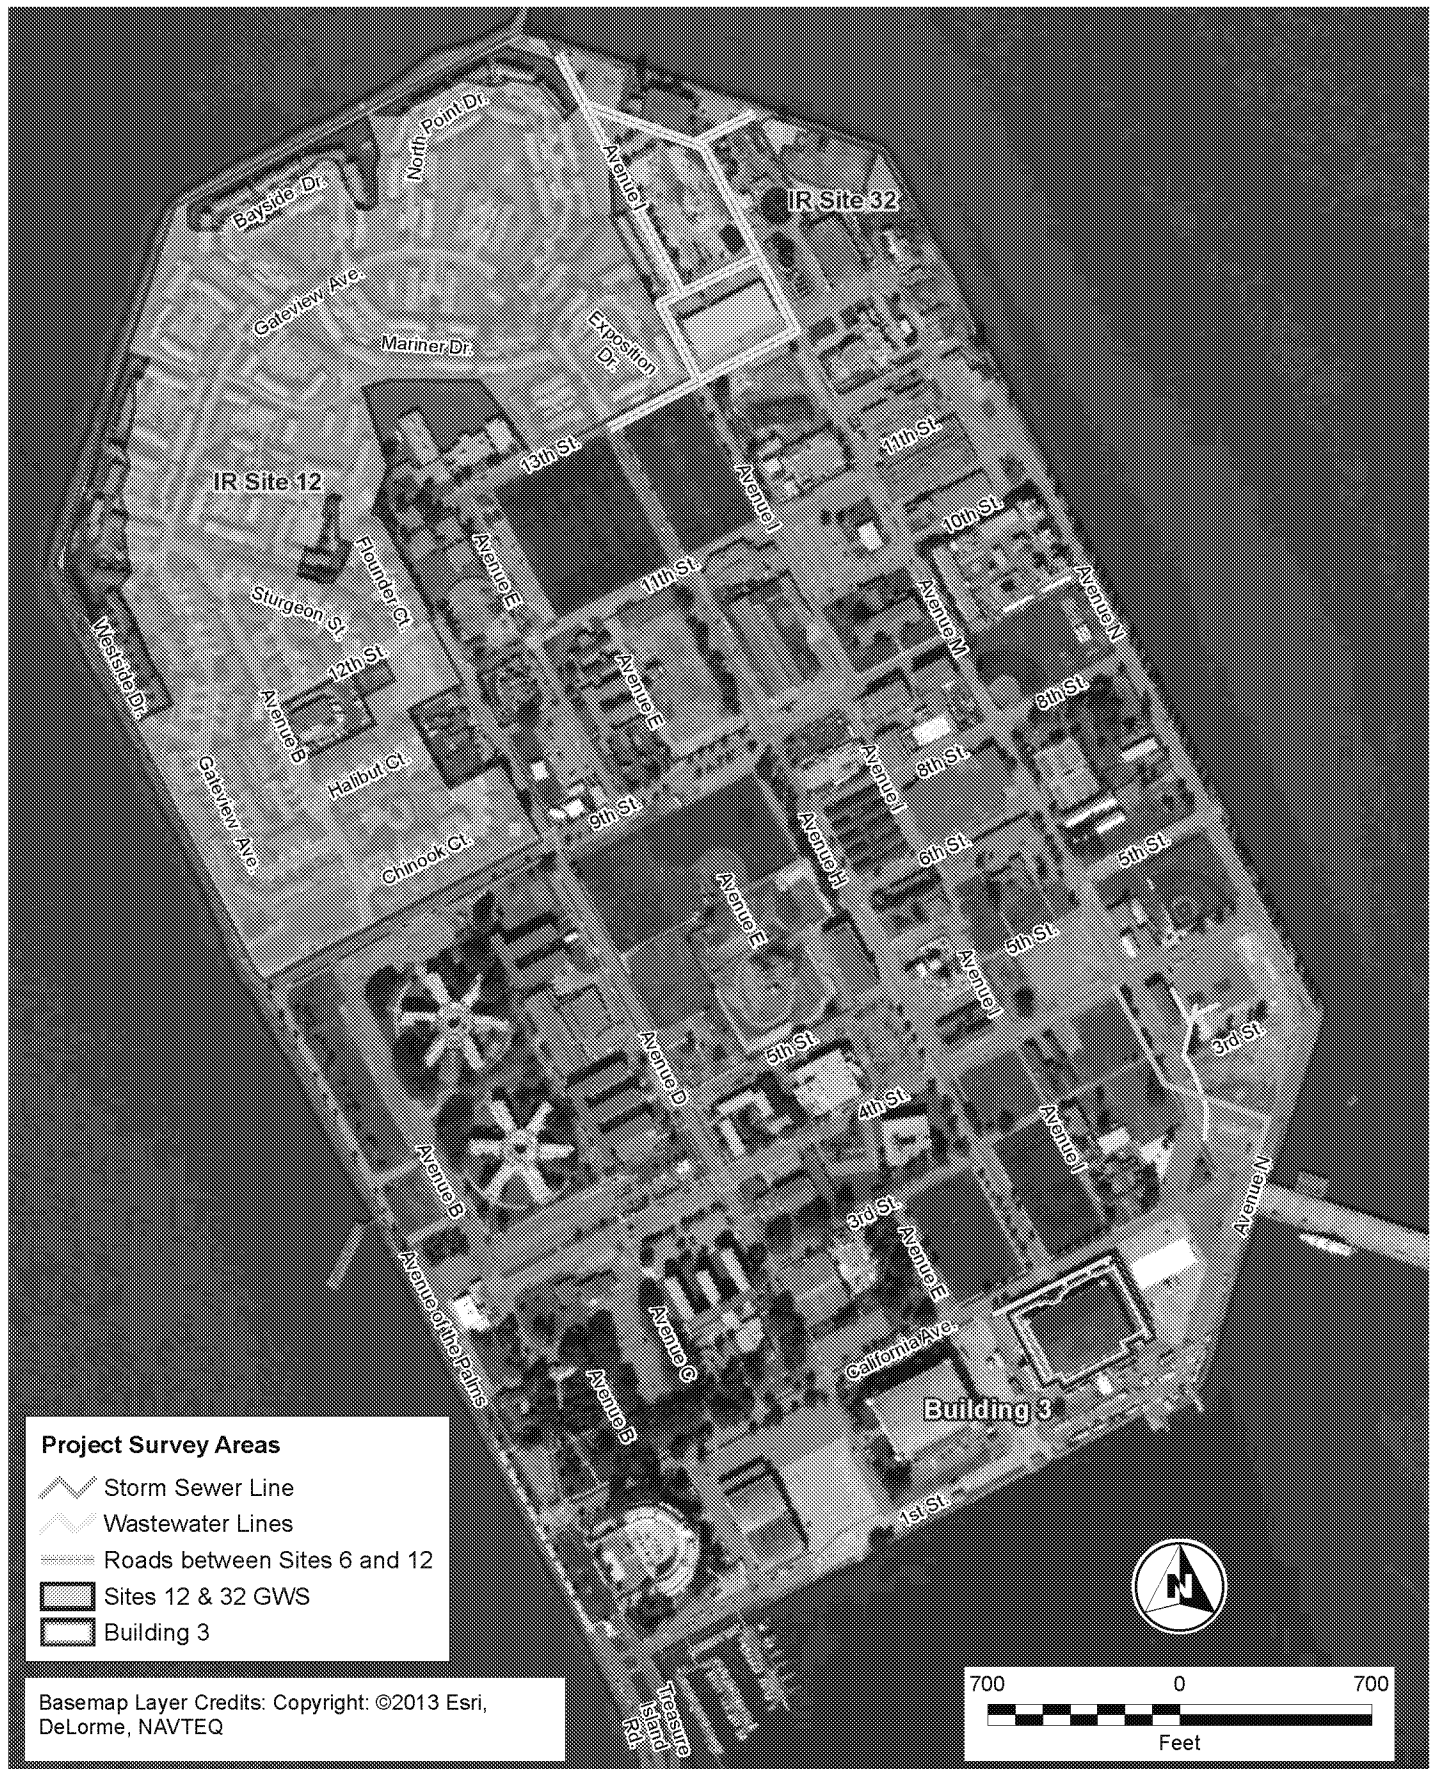 North Point Dr.
Avenue I
Bayside Dr.
IR Site 32
Gateview Ave.
Mariner Dr.
Exposition
Dr.
13th St.
11th St.
IR Site 12
Avenue I
10th St.
Flounder Ct.
Avenue E
11th St.
Avenue M
Avenue N
Sturgeon St.
Westside Dr.
12th St.
Avenue B
Avenue E
8th St.
Halibut Ct.
Gateview Ave.
Avenue I
8th St.
9th St.
Avenue H
6th St.
5th St.
Chinook Ct.
Avenue E
5th St.
Avenue I
3rd St.
5th St.
Avenue D
4th St.
Avenue I
Avenue B
Avenue N
3rd St.
Avenue E
Avenue of the Palms
Avenue C
California Ave.
Avenue B
Building 3
1st St.
Project Survey Areas
Storm Sewer Line
Wastewater Lines
Roads between Sites 6 and 12
Sites 12 & 32 GWS
Building 3
N
700 0 700
Feet
Basemap Layer Credits: Copyright: ©2013 Esri,
DeLorme, NAVTEQ
Treasure
Island
Rd.